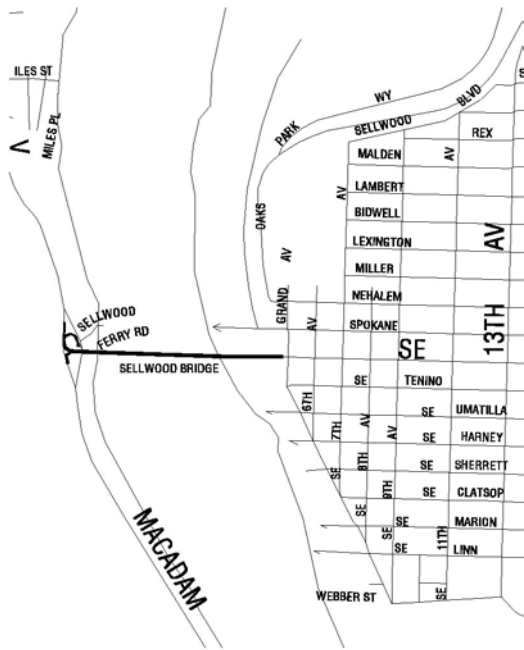 ILES ST
MILES PL
V
PARK
WY
SELLWOOD
BLVD
S
REX
MALDEN
AV
LAMBERT
AV
BIDWELL
OAKS
LEXINGTON
AV
AV
MILLER
GRAND
NEHALEM
13TH
SELLWOOD
FERRY RD
AV
SPOKANE
SE
SELLWOOD BRIDGE
SE
TENINO
6TH
SE
UMATILLA
7TH
AV
AV
SE
HARNEY
8TH
SE
SHERRETT
SE
9TH
SE
CLATSOP
SE
SE
MARION
SE
11TH
SE
LINN
MACADAM
WEBBER ST
SE